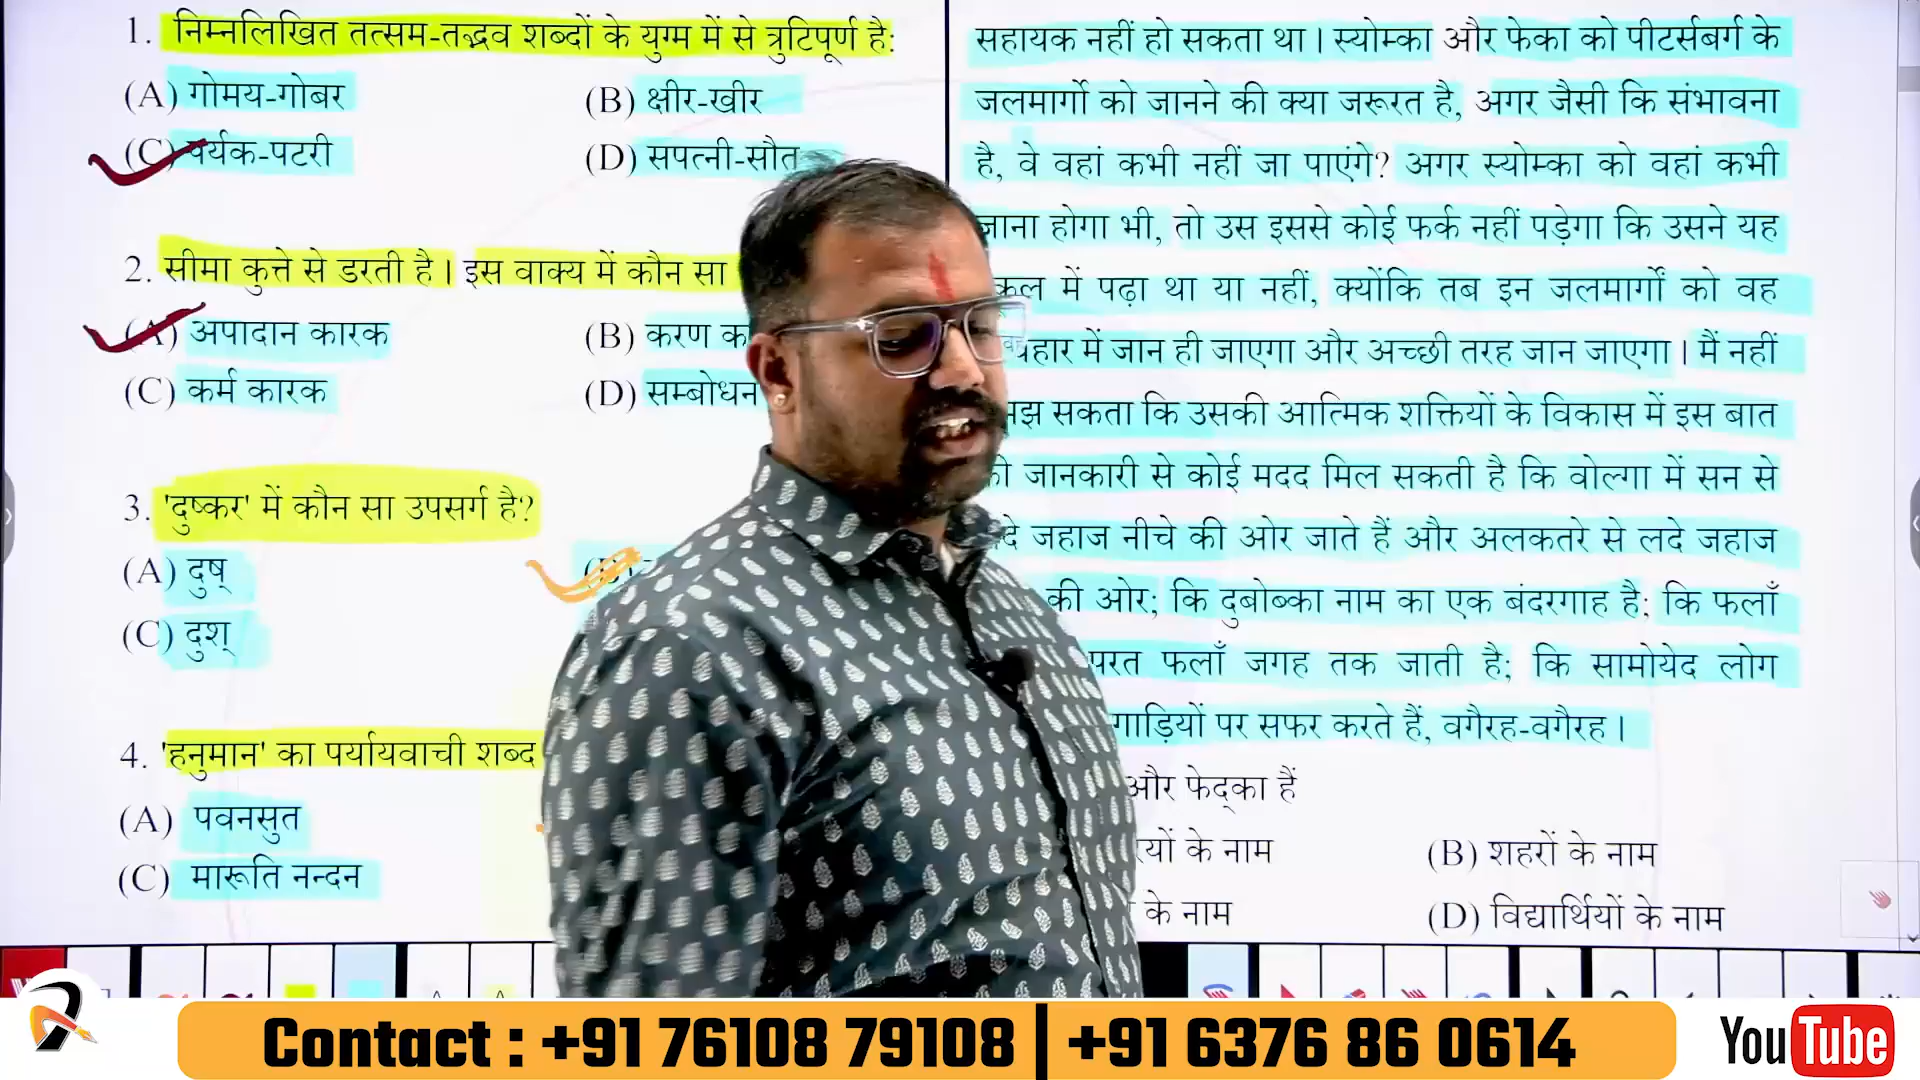 1. निम्नलिखित तत्सम-तद्भव शब्दों के युग्म में से त्रुटिपूर्ण है:
(A) गोमय-गोबर
(B) क्षीर-खीर
(C) पर्यक-पटरी
(D) सपत्नी-सौत
2. सीमा कुत्ते से डरती है। इस वाक्य में कौन सा
(A) अपादान कारक
(B) करण
(C) कर्म कारक
(D) सम्बोधन
3. 'दुष्कर' में कौन सा उपसर्ग है?
(A) दुष्
(C) दुश्
4. 'हनुमान' का पर्यायवाची शब्द
(A) पवनसुत
(C) मारूति नन्दन
सहायक नहीं हो सकता था। स्योम्का और फेका को पीटर्सबर्ग के
जलमार्गो को जानने की क्या जरूरत है, अगर जैसी कि संभावना
है, वे वहां कभी नहीं जा पाएंगे? अगर स्योम्का को वहां कभी
जाना होगा भी, तो उस इससे कोई फर्क नहीं पड़ेगा कि उसने यह
में पढ़ा था या नहीं, क्योंकि तब इन जलमार्गों को वह
में जान ही जाएगा और अच्छी तरह जान जाएगा। मैं नहीं
सकता कि उसकी आत्मिक शक्तियों के विकास में इस बात
जानकारी से कोई मदद मिल सकती है कि वोल्गा में सन से
जहाज नीचे की ओर जाते हैं और अलकतरे से लदे जहाज
की ओर; कि दुबोब्का नाम का एक बंदरगाह है; कि फलाँ
परत फलाँ जगह तक जाती है; कि सामोयेद लोग
गाड़ियों पर सफर करते हैं, वगैरह-वगैरह।
और फेद्का हैं
के नाम
(B) शहरों के नाम
के नाम
(D) विद्यार्थियों के नाम
Contact : +91 76108 79108 | +91 6376 86 0614
YouTube